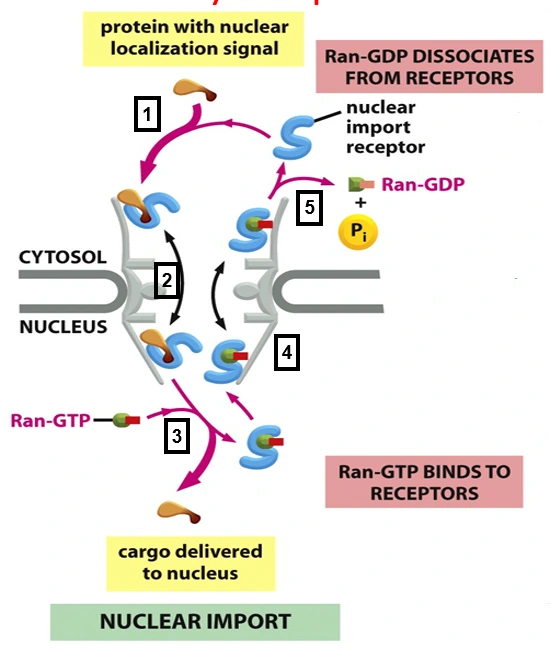 protein with nuclear
localization signal
Ran-GDP DISSOCIATES
FROM RECEPTORS
1
nuclear
import
receptor
Ran-GDP
+
Pi
5
CYTOSOL
2
NUCLEUS
4
Ran-GTP
3
Ran-GTP BINDS TO
RECEPTORS
cargo delivered
to nucleus
NUCLEAR IMPORT